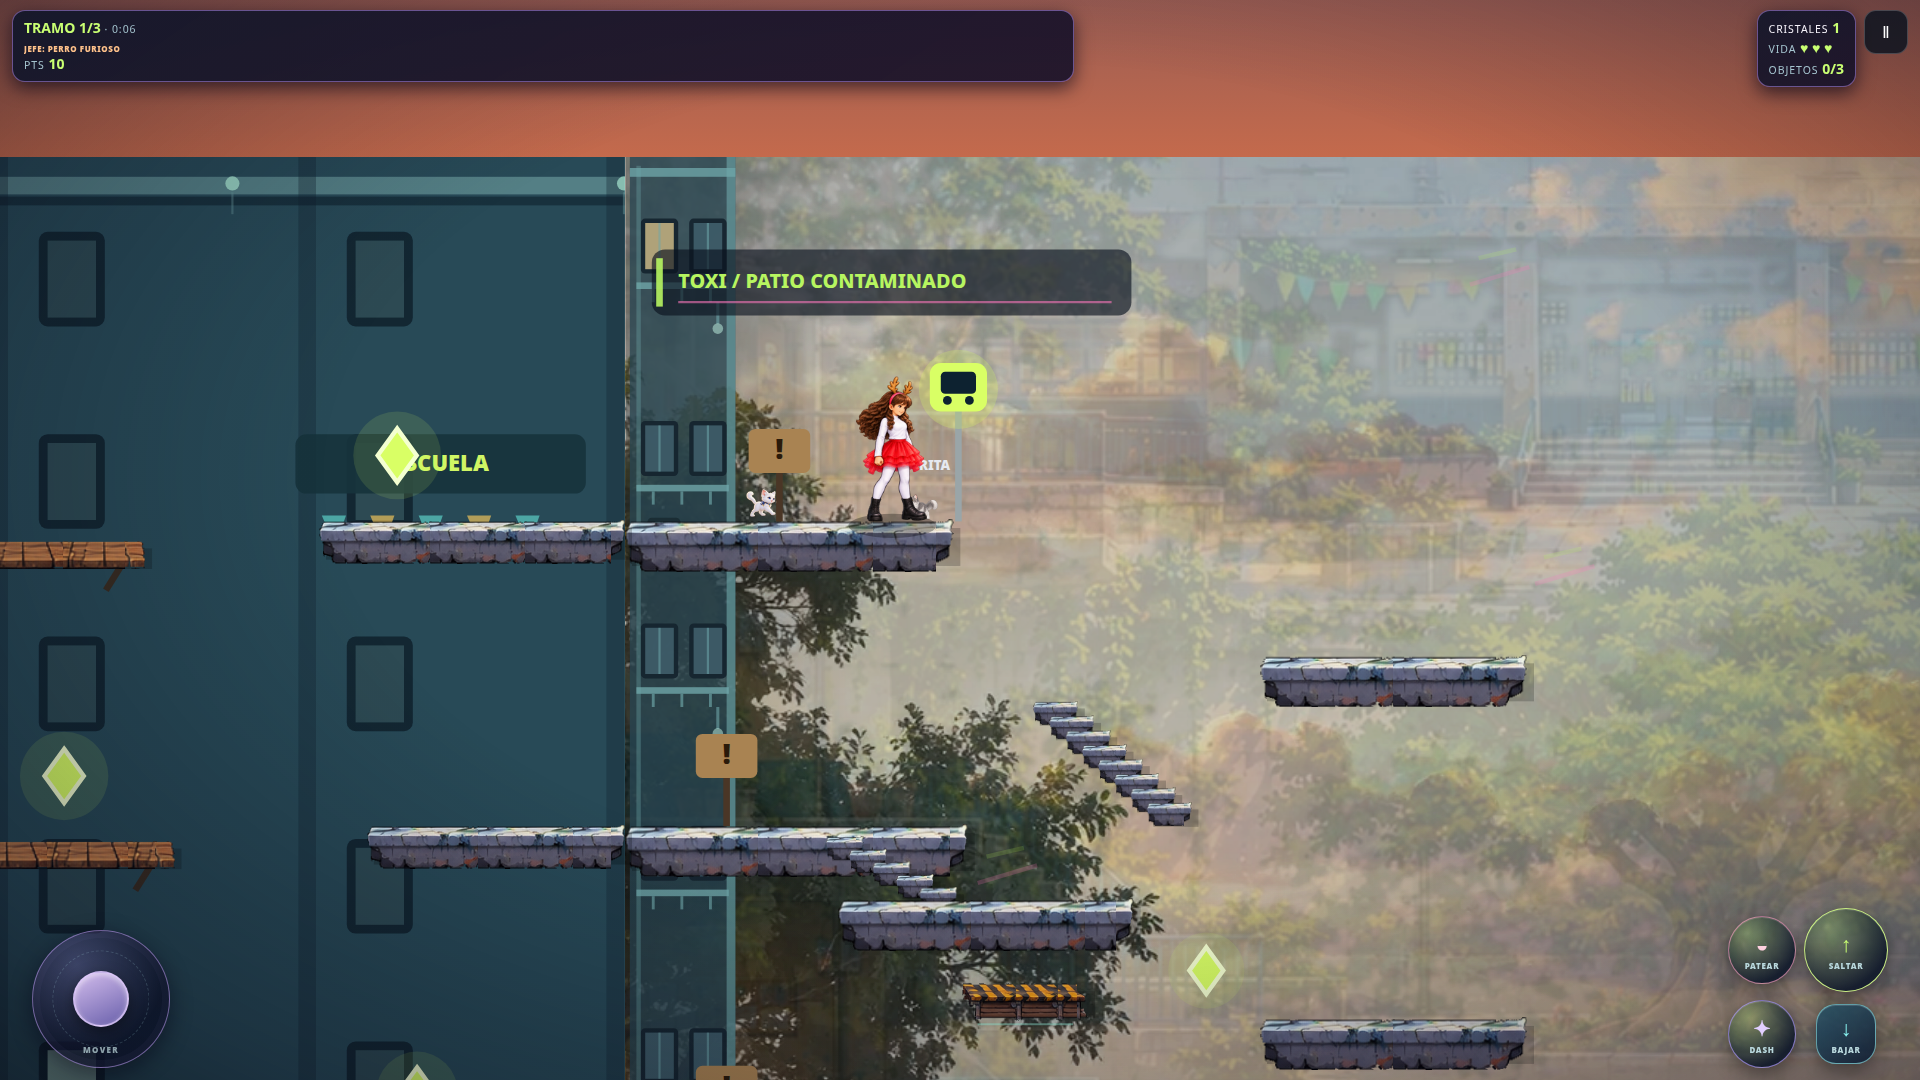 TRAMO 1/3 · 0:06
JEFE: PERRO FURIOSO
PTS 10
CRISTALES 1
VIDA ♥ ♥ ♥
OBJETOS 0/3
II
TOXI / PATIO CONTAMINADO
!
CUELA
RITA
!
PATEAR
↑
SALTAR
DASH
↓
BAJAR
MOVER